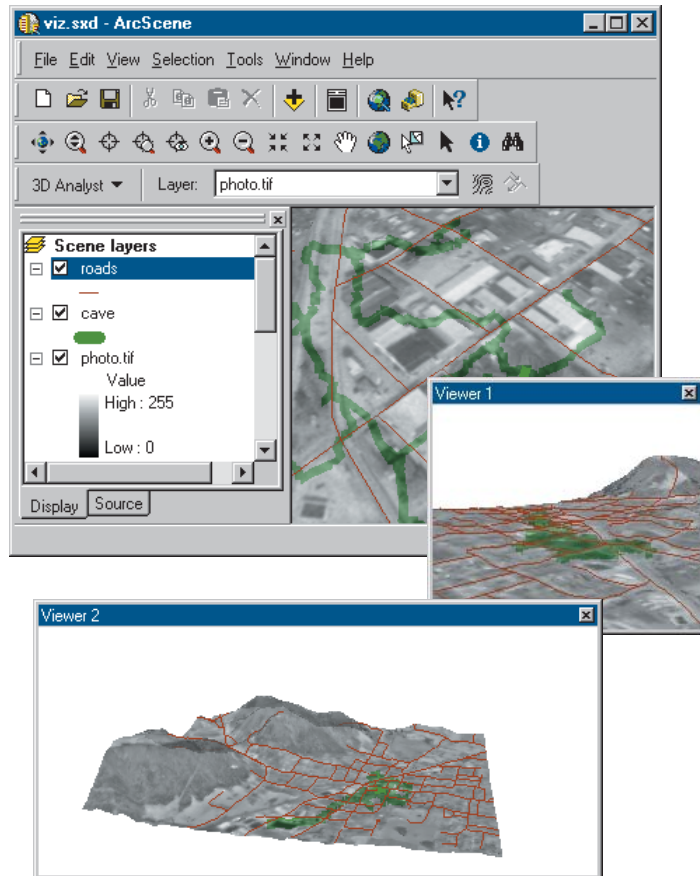 viz.sxd - ArcScene
File Edit View Selection Tools Window Help
3D Analyst Layer: photo.tif
Scene layers
roads
cave
photo.tif
Value
High : 255
Low : 0
Display Source
Viewer 1
Viewer 2